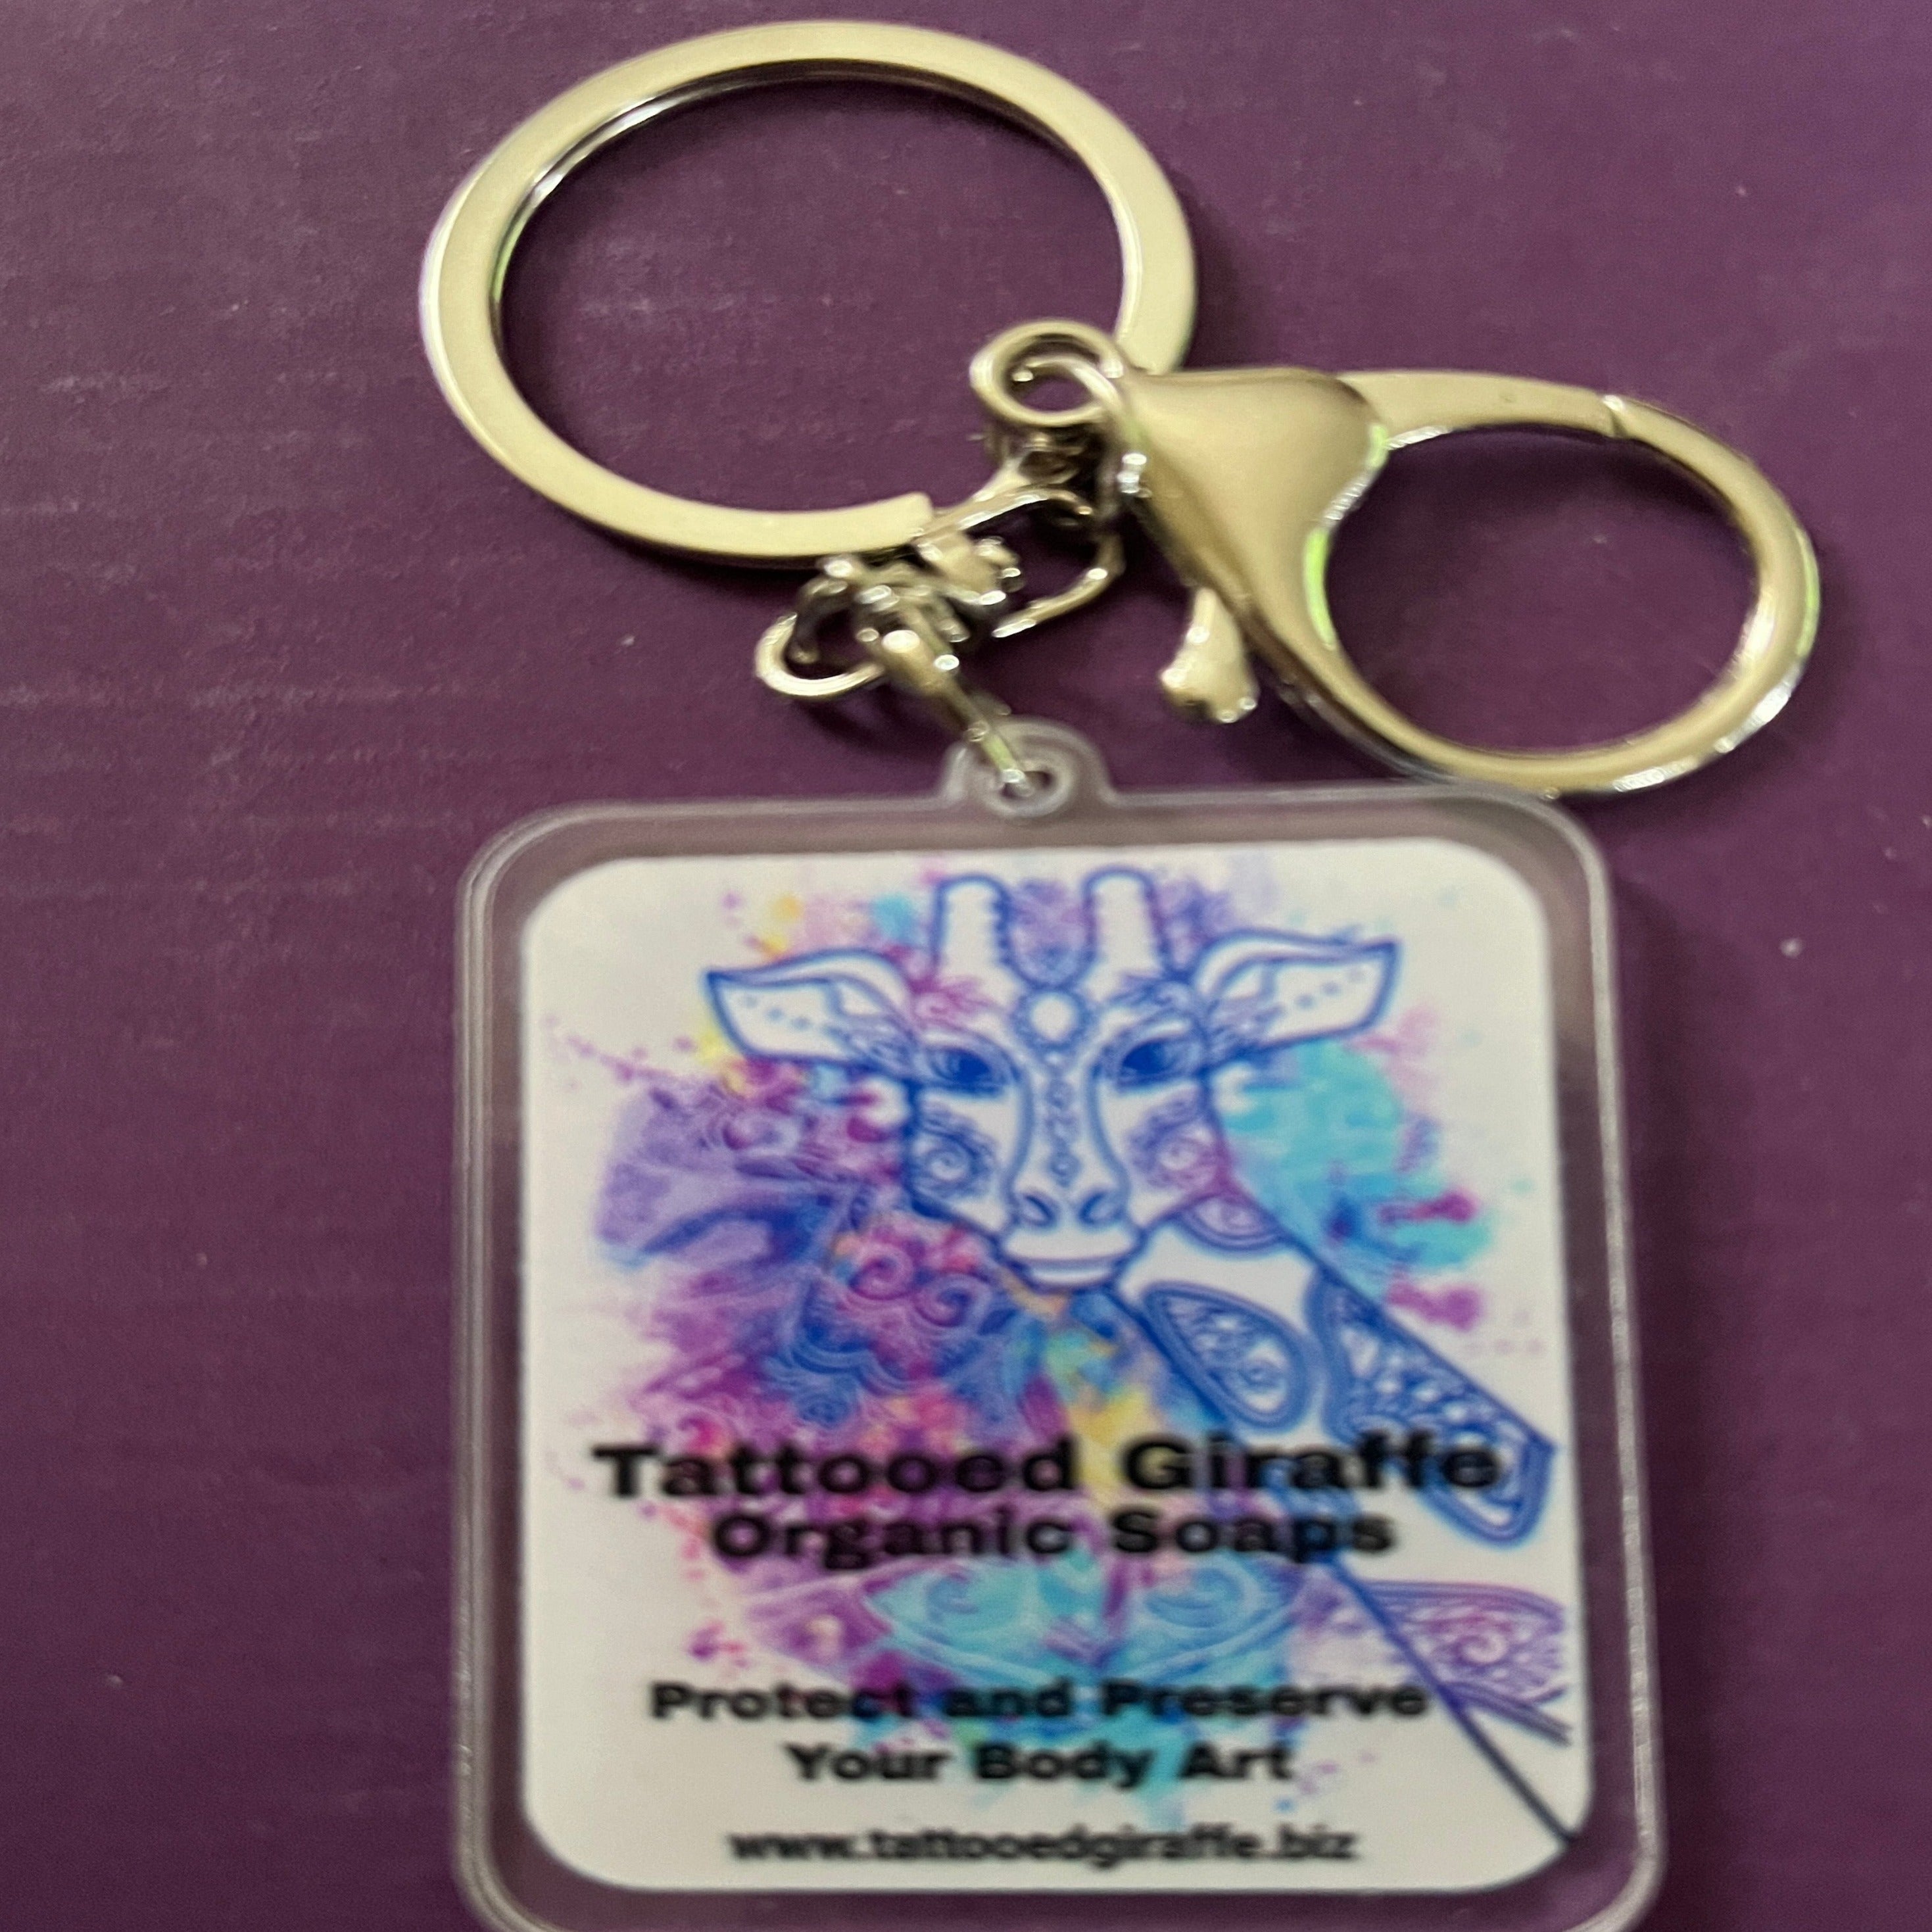 Tattooed Giraffe
Organic Soaps
Protect and Preserve
Your Body Art
www.tattooedgiraffe.biz